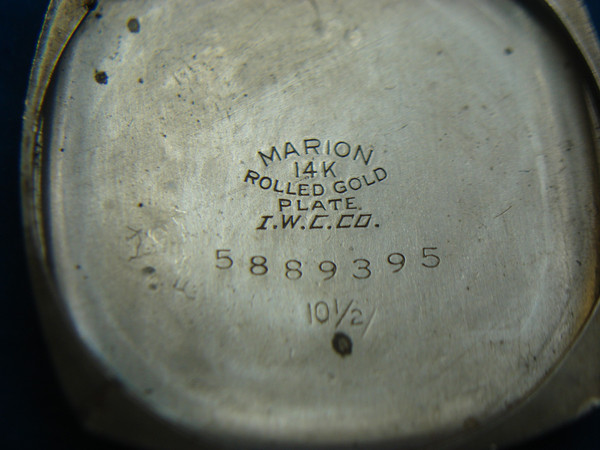 MARION
14K
ROLLED GOLD
PLATE.
I.W.C.CO.
5889395
10½